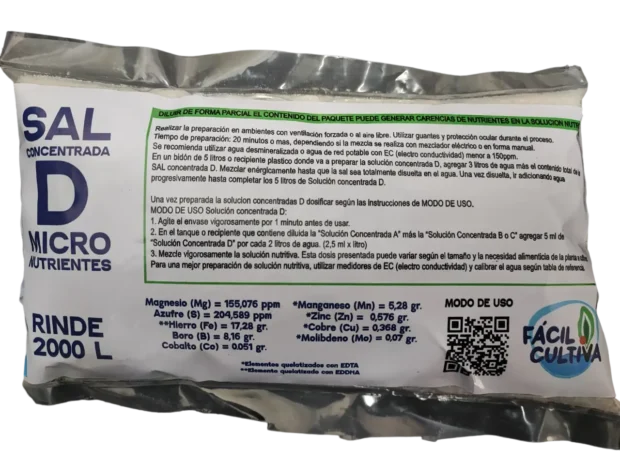 SAL
CONCENTRADA
D
MICRO
NUTRIENTES
RINDE
2000 L
DILUIR DE FORMA PARCIAL EL CONTENIDO DEL PAQUETE PUEDE GENERAR CARENCIAS DE NUTRIENTES EN LA SOLUCION
Realizar la preparación en ambientes con ventilación forzada o al aire libre. Utilizar guantes y protección ocular durante el proceso.
Tiempo de preparación: 20 minutos o mas, dependiendo si la mezcla se realiza con mezclador eléctrico o en forma manual.
Se recomienda utilizar agua desmineralizada o agua de red potable con EC (electro conductividad) menor a 150ppm.
En un bidón de 5 litros o recipiente plastico donde va a preparar la solución concentrada D, agregar 3 litros de agua más el contenido total de
SAL concentrada D. Mezclar enérgicamente hasta que la sal sea totalmente disuelta en el agua. Una vez disuelta, ir adicionando agua
progresivamente hasta completar los 5 litros de Solución concentrada D.
Una vez preparada la solucion concentradas D dosificar según las Instrucciones de MODO DE USO.
MODO DE USO Solución concentrada D:
1. Agite el envase vigorosamente por 1 minuto antes de usar.
2. En el tanque o recipiente que contiene diluida la "Solución Concentrada A" más la "Solución Concentrada B o C" agregar 5 ml de
"Solución Concentrada D" por cada 2 litros de agua. (2,5 ml x litro)
3. Mezcle vigorosamente la solución nutritiva. Esta dosis presentada puede variar según el tamaño y la necesidad alimenticia de la
Para una mejor preparación de solución nutritiva, utilizar medidores de EC (electro conductividad) y calibrar el agua según tabla de referencia.
Magnesio (Mg) = 155,076 ppm
Azufre (S) = 204,589 ppm
**Hierro (Fe) = 17,28 gr.
Boro (B) = 8,16 gr.
Cobalto (Co) = 0.051 gr.
*Manganeso (Mn) = 5,28 gr.
*Zinc (Zn) = 0,576 gr.
*Cobre (Cu) = 0,368 gr.
*Molibdeno (Mo) = 0,07 gr.
*Elementos quelatizados con EDTA
**Elemento quelatizado con EDDHA
MODO DE USO
FÁCIL
CULTIVA